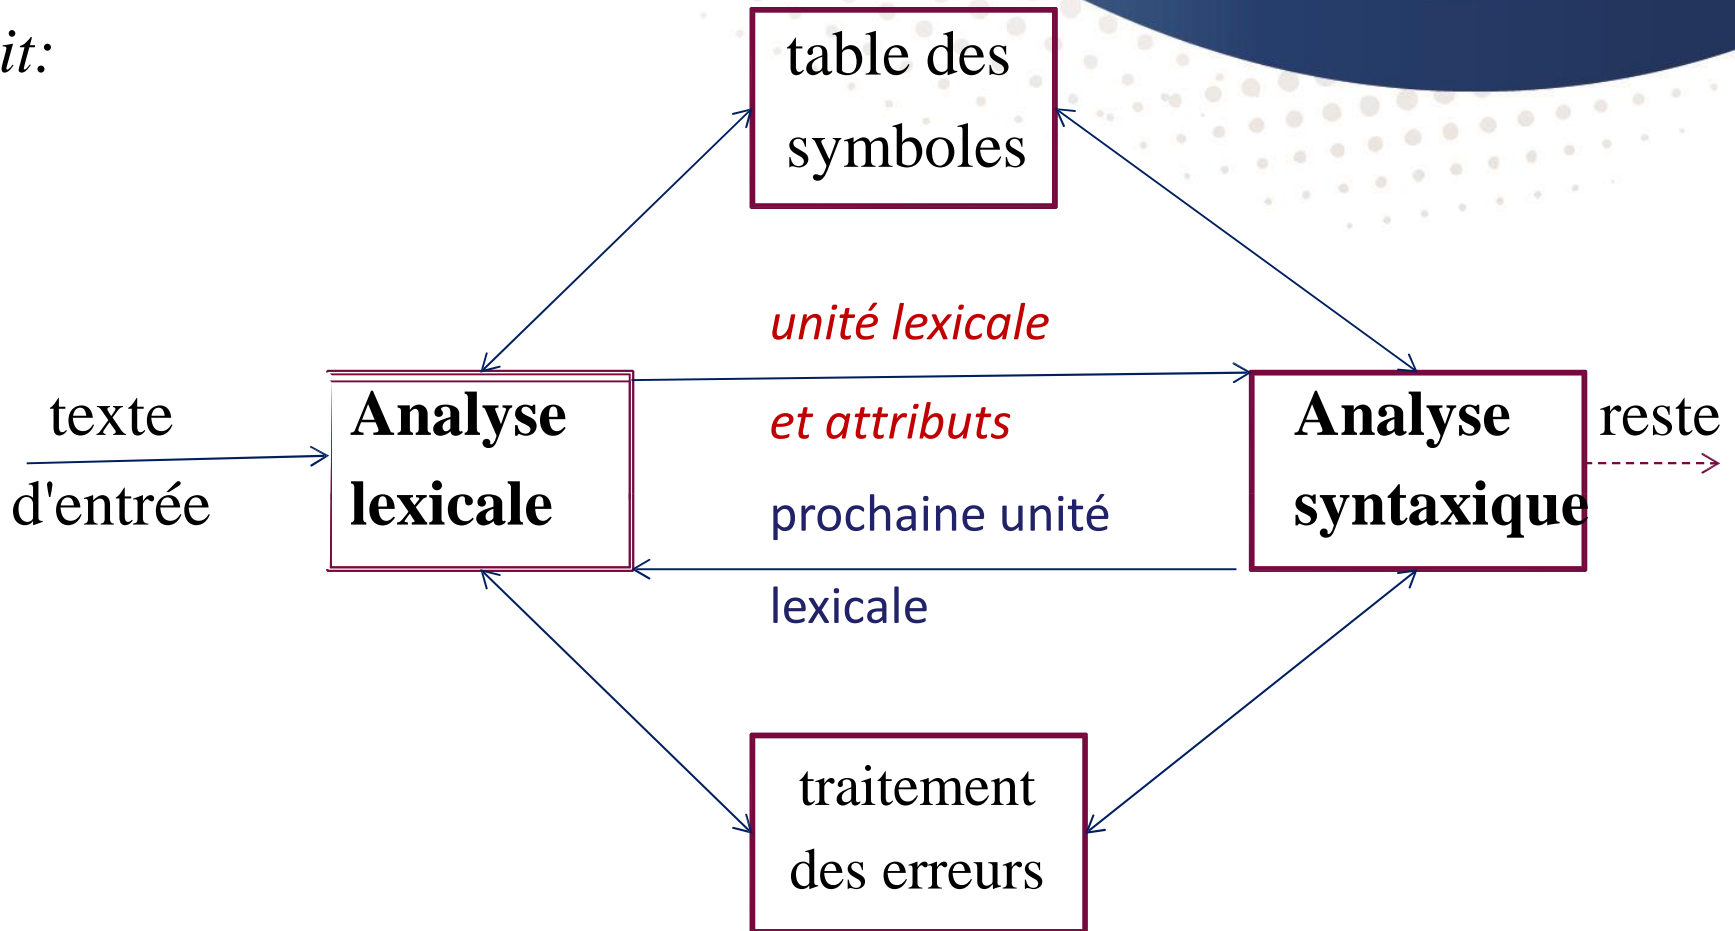 it:
table des
symboles
unité lexicale
et attributs
prochaine unité
lexicale
texte
d'entrée
Analyse
lexicale
Analyse
syntaxique
reste
traitement
des erreurs